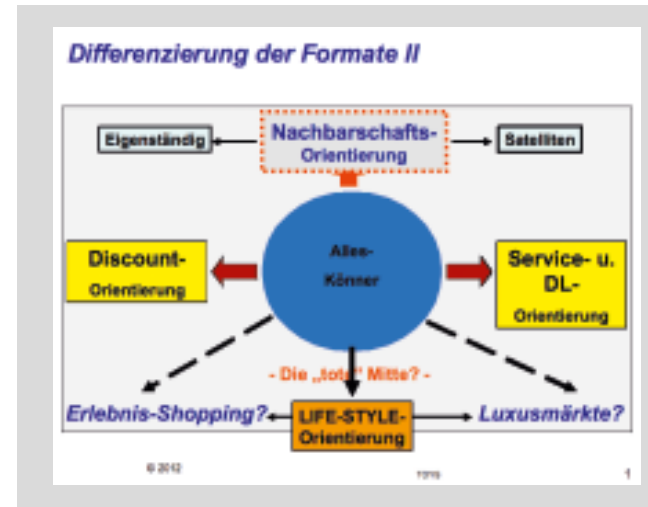 Differenzierung der Formate II
Eigenständig
Nachbarschafts-
Orientierung
Satelliten
Discount-
Orientierung
Alles-
Könner
Service- u.
DL-
Orientierung
- Die „tote“ Mitte? -
Erlebnis-Shopping?
LIFE-STYLE-
Orientierung
Luxusmärkte?
© 2012
1